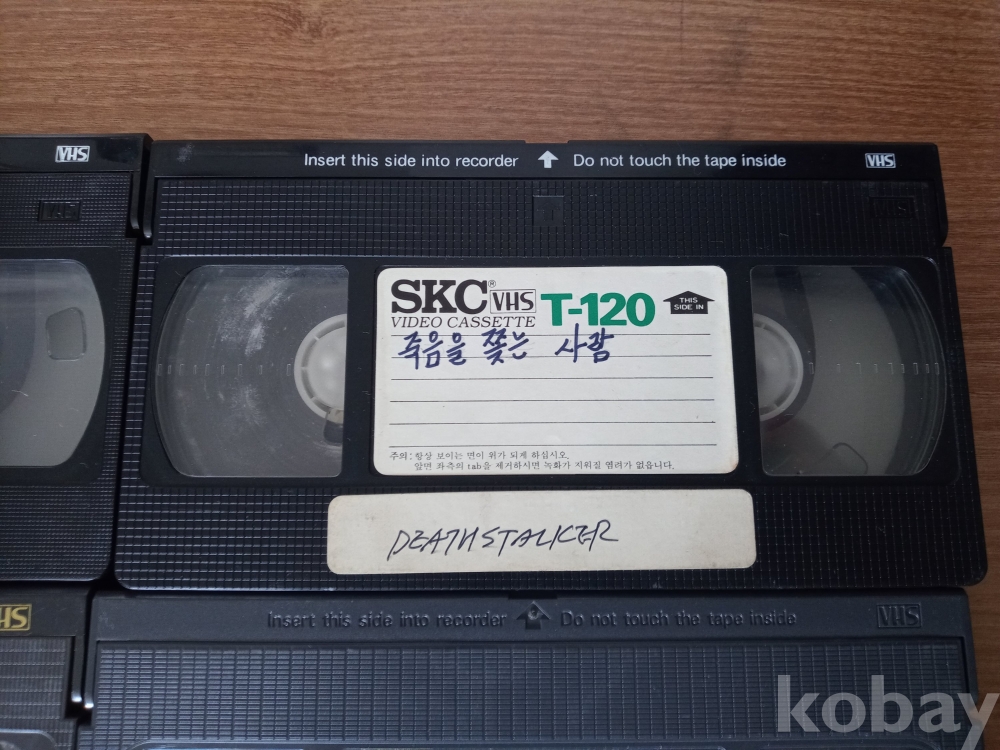 VHS
Insert this side into recorder ⬆ Do not touch the tape inside VHS
SKC® VHS T-120
VIDEO CASSETTE
THIS SIDE IN
죽음을 쫓는 사람
주의: 항상 보이는 면이 위가 되게 하십시오.
앞면 좌측의 tab을 제거하시면 녹화가 지워질 염려가 없습니다.
DEATHSTALKER
HS
Insert this side into recorder ⬆ Do not touch the tape inside VHS
kobay